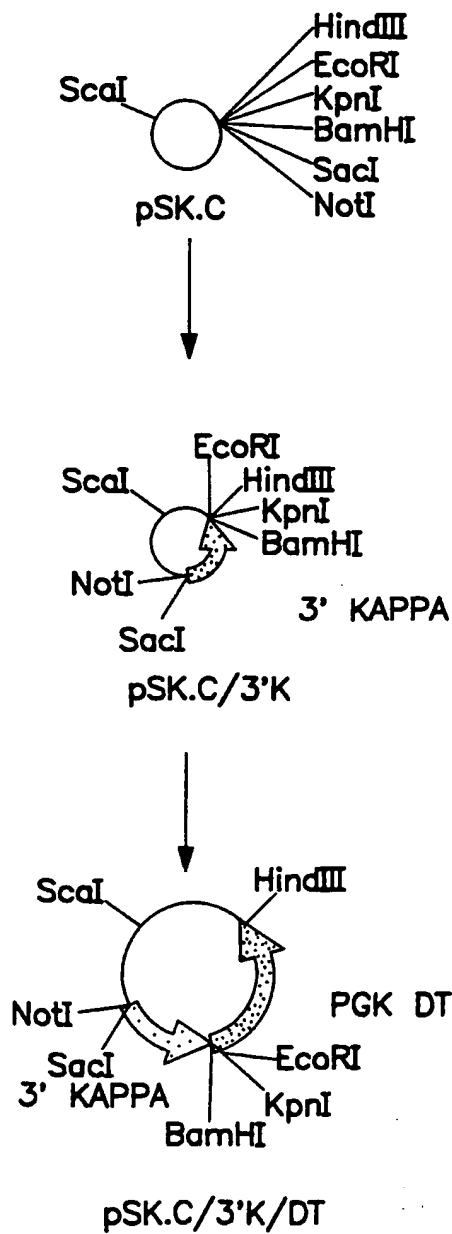 HindIII
EcoRI
ScaI
KpnI
BamHI
SacI
pSK.C
NotI
EcoRI
ScaI
HindIII
KpnI
BamHI
NotI
3' KAPPA
SacI
pSK.C/3'K
HindIII
ScaI
PGK DT
NotI
EcoRI
SacI
3' KAPPA
KpnI
BamHI
pSK.C/3'K/DT